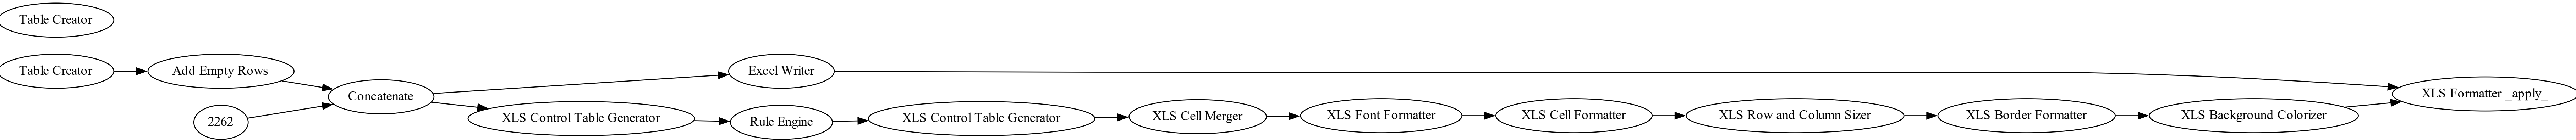 Table Creator
Table Creator
Add Empty Rows
2262
Concatenate
Excel Writer
XLS Control Table Generator
Rule Engine
XLS Control Table Generator
XLS Cell Merger
XLS Font Formatter
XLS Cell Formatter
XLS Row and Column Sizer
XLS Border Formatter
XLS Background Colorizer
XLS Formatter _apply_